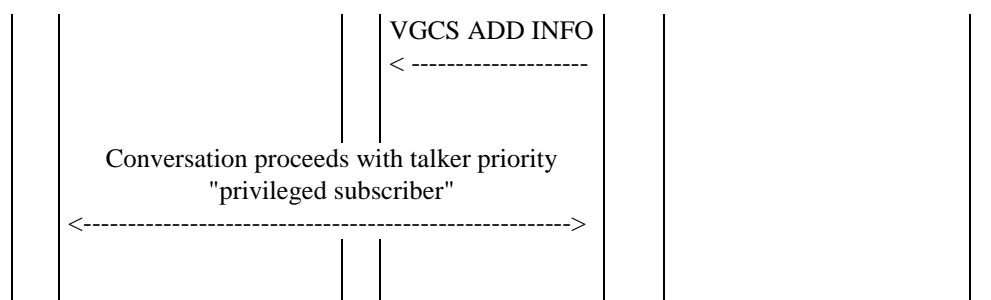 VGCS ADD INFO
< --------------------
Conversation proceeds with talker priority
"privileged subscriber"
<------------------------------------------------------->